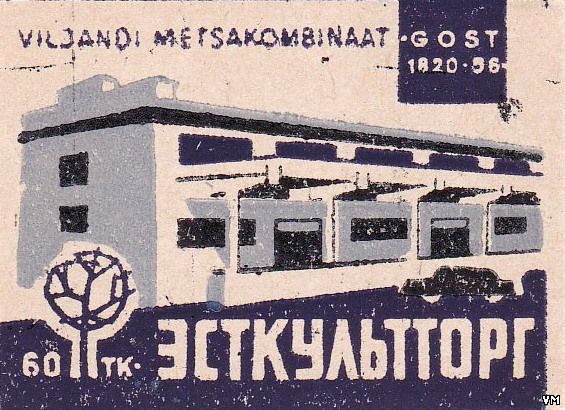 VILJANDI METSAKOMBINAAT
·GOST
1820·56·
60 TK·
ЭСТКУЛЬТТОРГ
VM